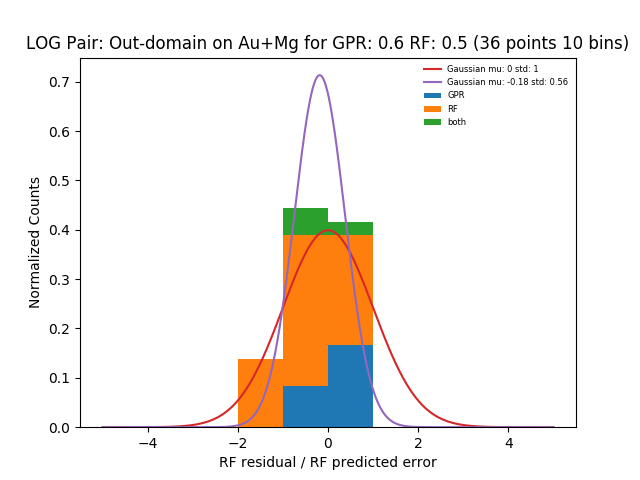 LOG Pair: Out-domain on Au+Mg for GPR: 0.6 RF: 0.5 (36 points 10 bins)
Gaussian mu: 0 std: 1
Gaussian mu: -0.18 std: 0.56
GPR
RF
both
Normalized Counts
0.7
0.6
0.5
0.4
0.3
0.2
0.1
0.0
−4 −2 0 2 4
RF residual / RF predicted error